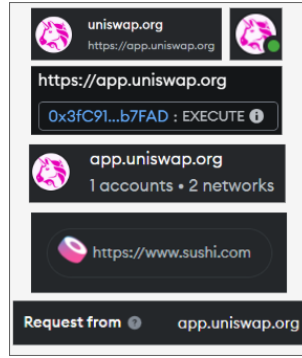 uniswap.org
https://app.uniswap.org
https://app.uniswap.org
0x3fC91...b7FAD : EXECUTE
app.uniswap.org
1 accounts • 2 networks
https://www.sushi.com
Request from ? app.uniswap.org